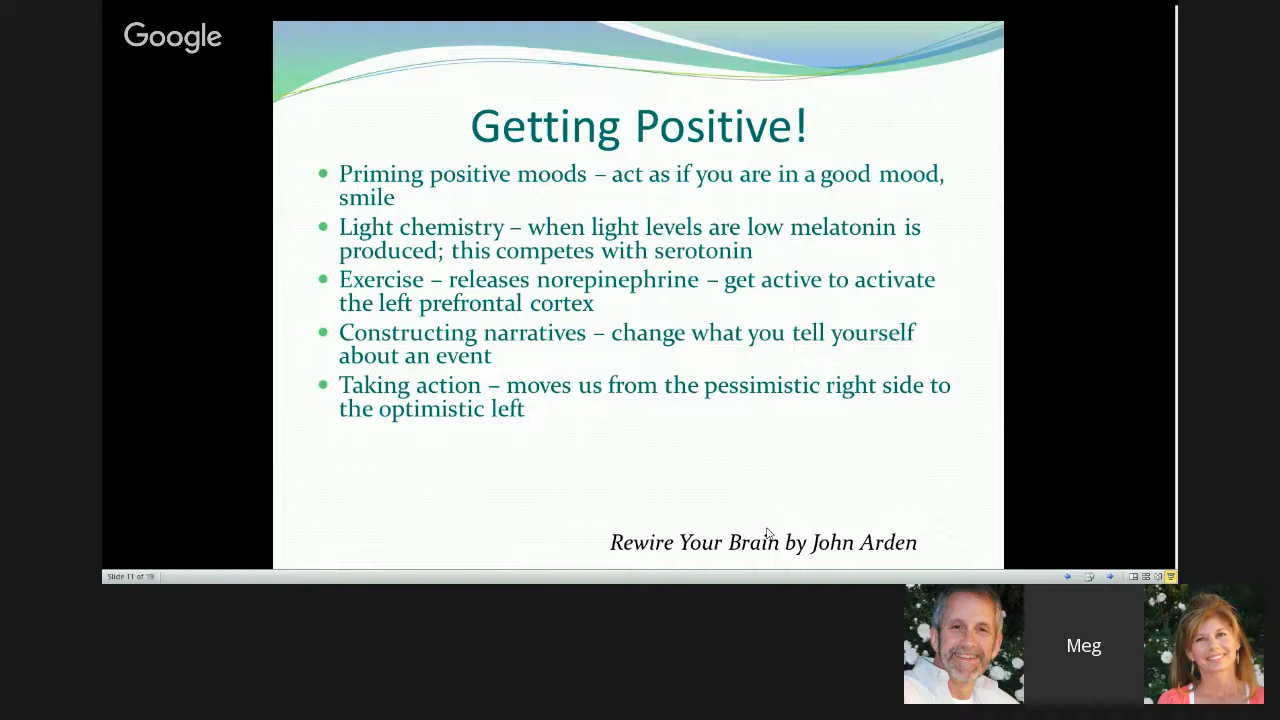 Google
Getting Positive!
Priming positive moods – act as if you are in a good mood,
smile
Light chemistry – when light levels are low melatonin is
produced; this competes with serotonin
Exercise – releases norepinephrine – get active to activate
the left prefrontal cortex
Constructing narratives – change what you tell yourself
about an event
Taking action – moves us from the pessimistic right side to
the optimistic left
Rewire Your Brain by John Arden
Slide 11 of 19
Meg